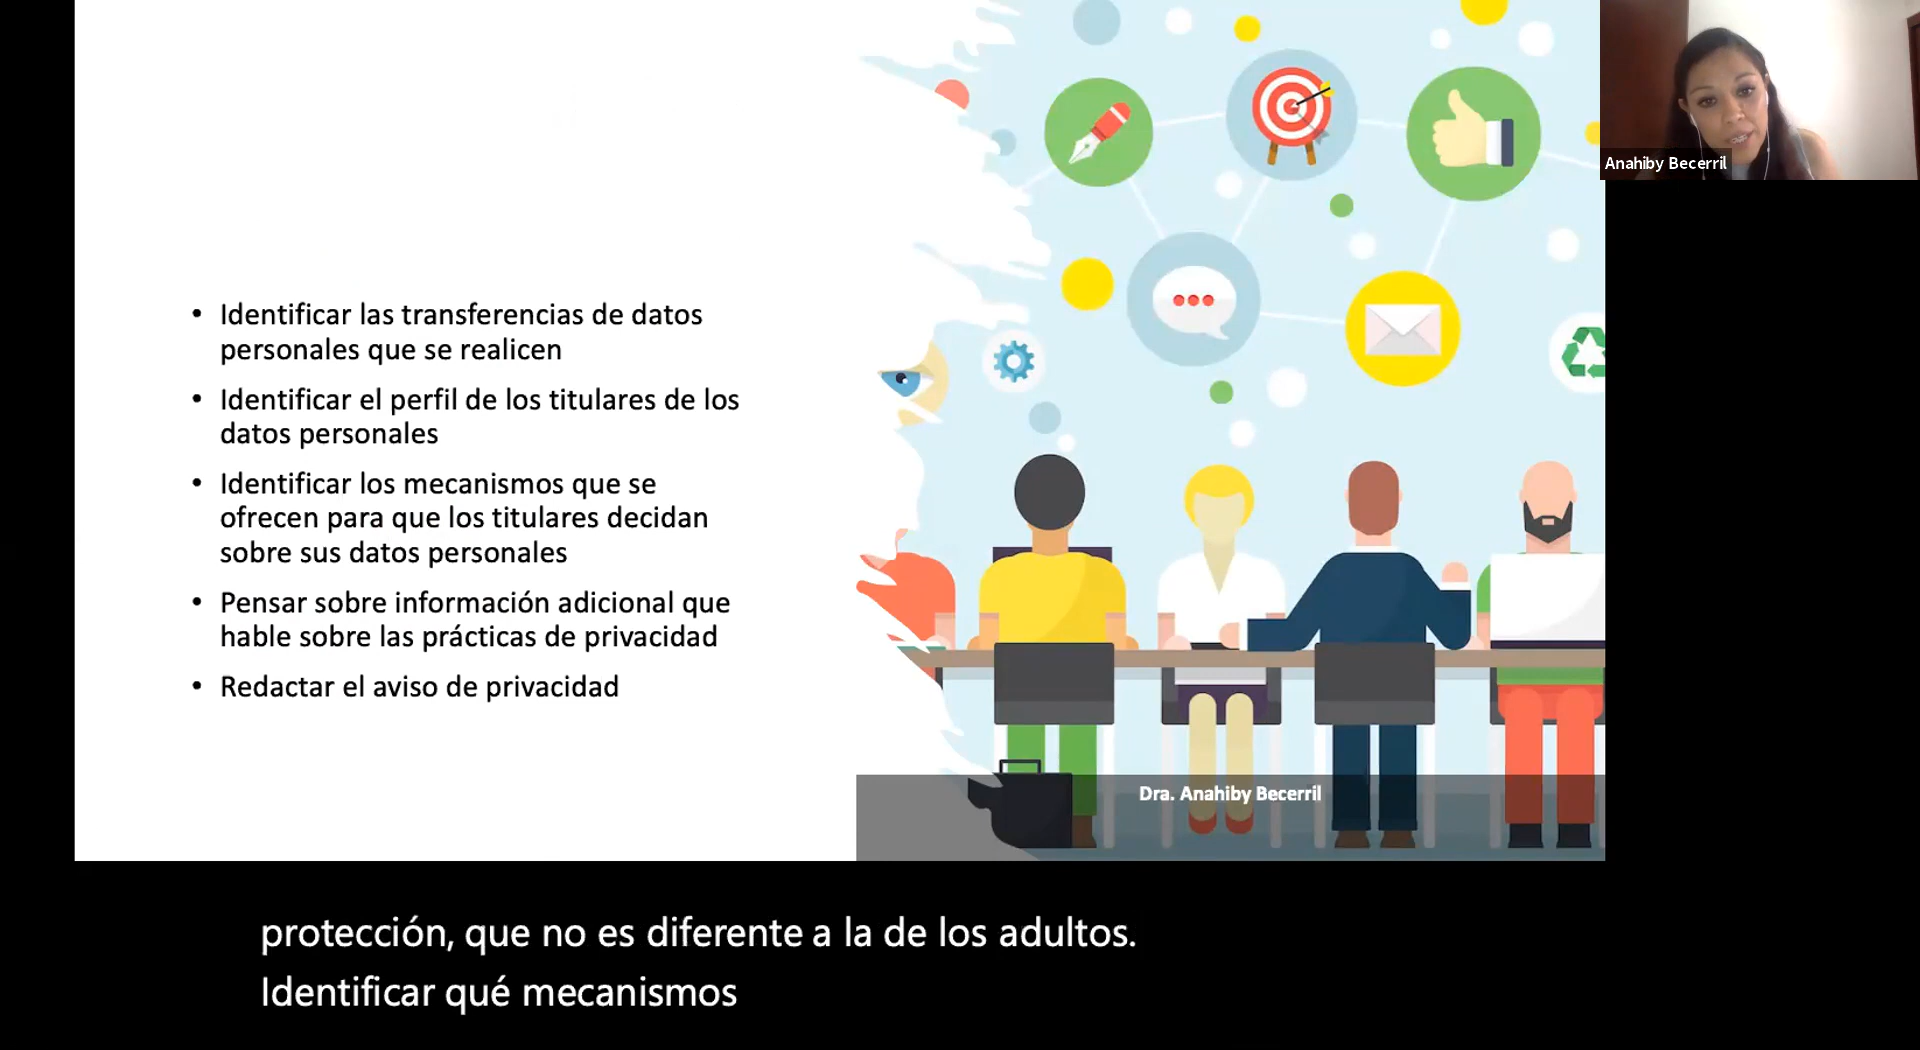 Anahiby Becerril
• Identificar las transferencias de datos
personales que se realicen
• Identificar el perfil de los titulares de los
datos personales
• Identificar los mecanismos que se
ofrecen para que los titulares decidan
sobre sus datos personales
• Pensar sobre información adicional que
hable sobre las prácticas de privacidad
• Redactar el aviso de privacidad
Dra. Anahiby Becerril
protección, que no es diferente a la de los adultos.
Identificar qué mecanismos